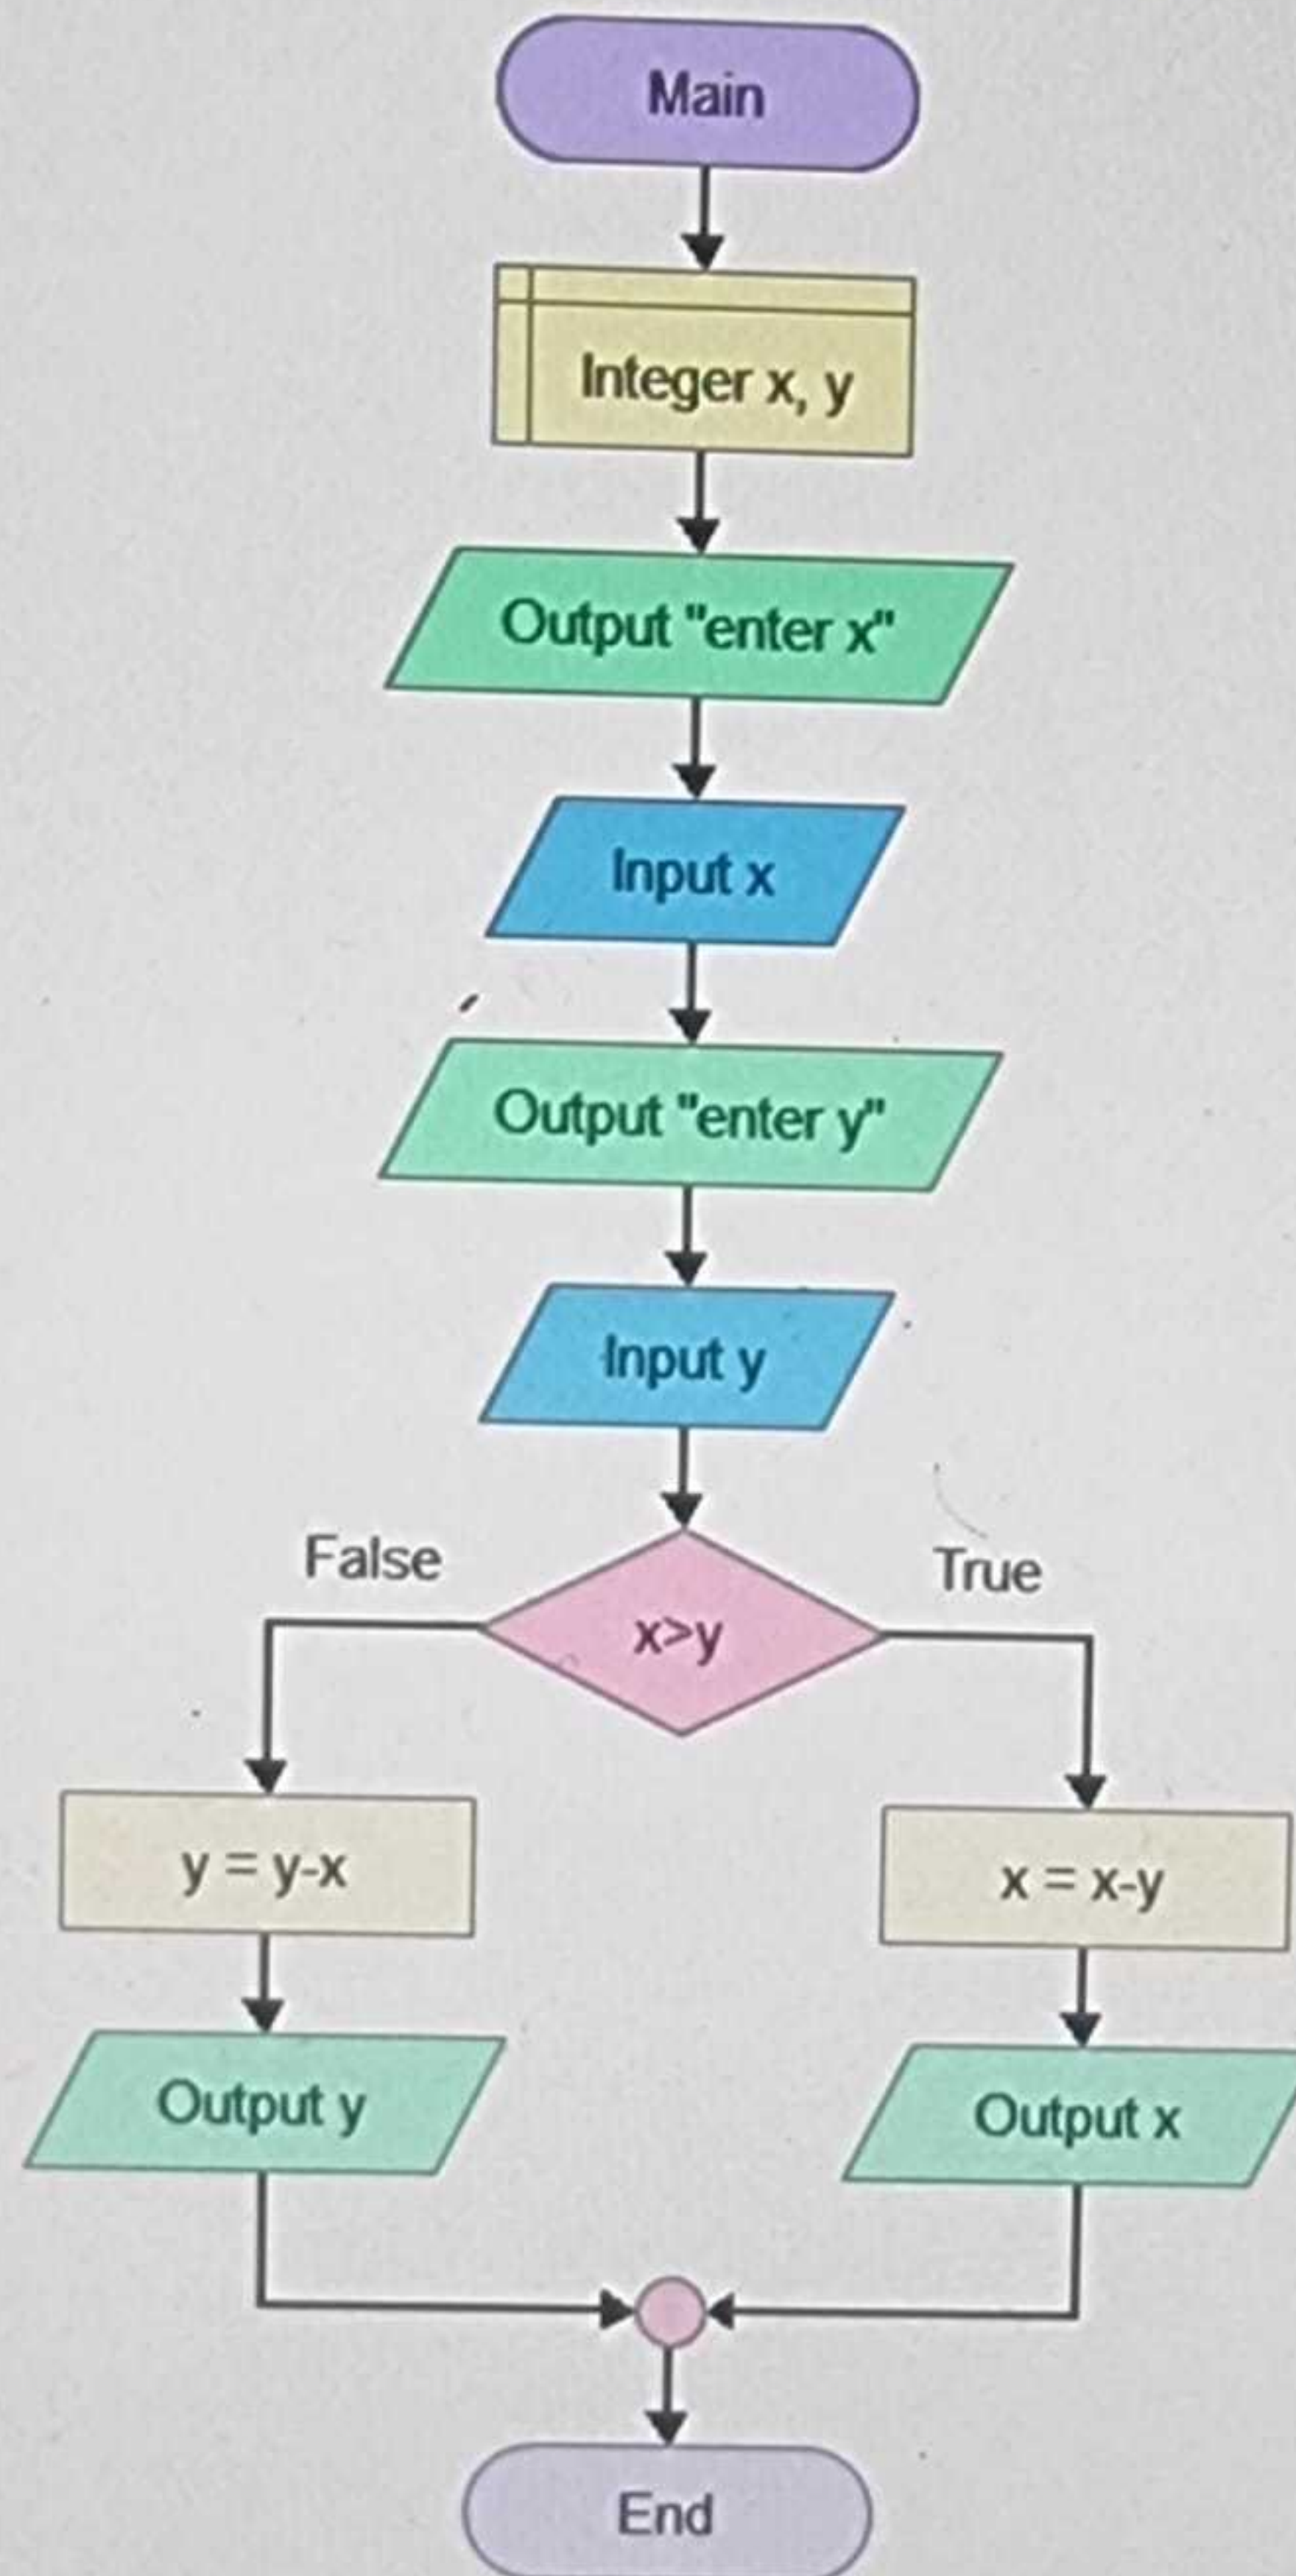 Main
Integer x, y
Output "enter x"
Input x
Output "enter y"
Input y
False
True
x>y
y = y-x
x = x-y
Output y
Output x
End